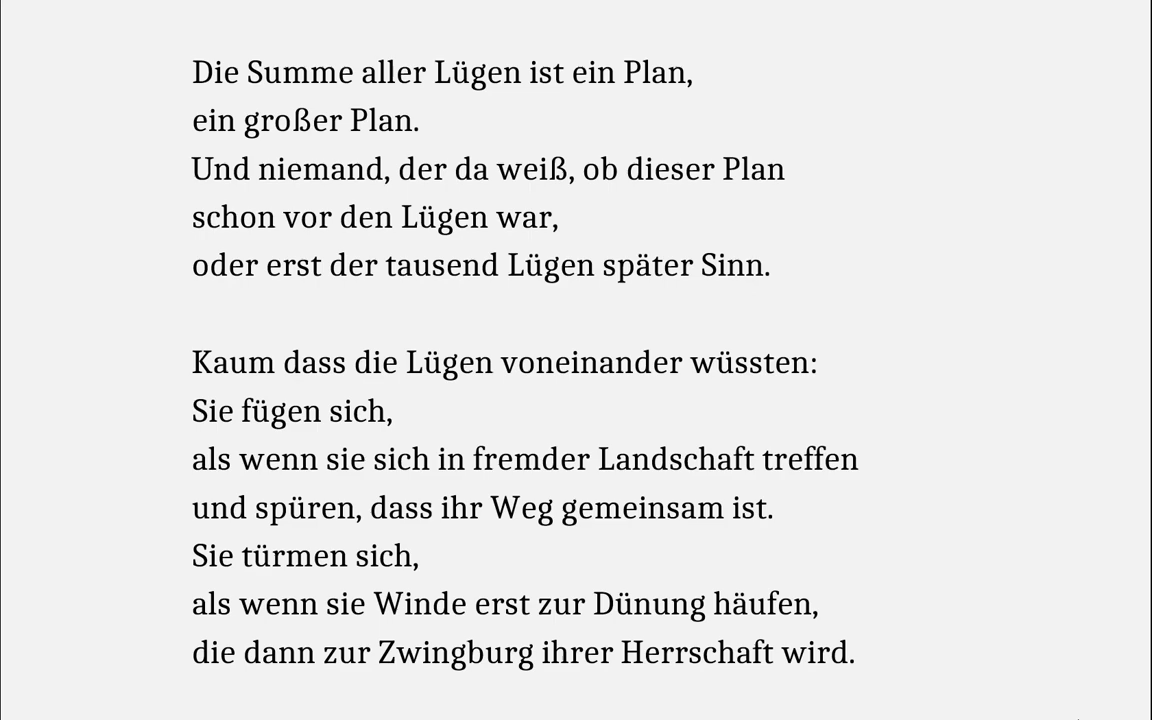 Die Summe aller Lügen ist ein Plan,
ein großer Plan.
Und niemand, der da weiß, ob dieser Plan
schon vor den Lügen war,
oder erst der tausend Lügen später Sinn.
Kaum dass die Lügen voneinander wüssten:
Sie fügen sich,
als wenn sie sich in fremder Landschaft treffen
und spüren, dass ihr Weg gemeinsam ist.
Sie türmen sich,
als wenn sie Winde erst zur Dünung häufen,
die dann zur Zwingburg ihrer Herrschaft wird.